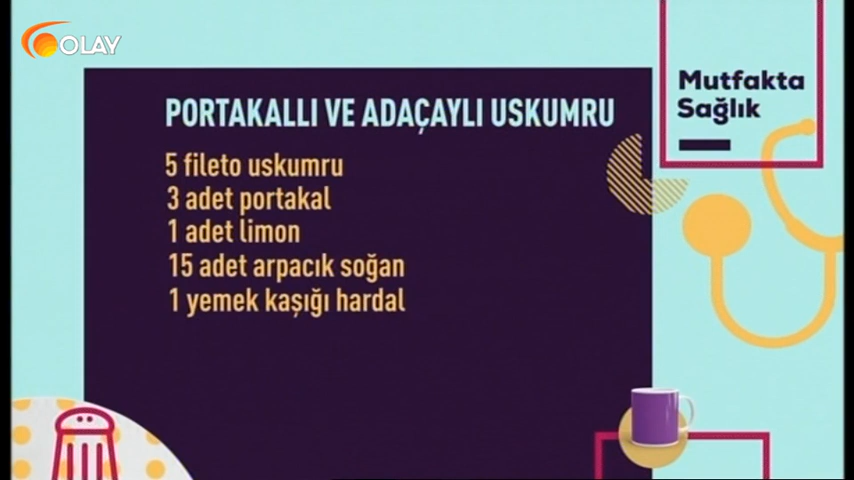 OLAY
Mutfakta
Sağlık
PORTAKALLI VE ADAÇAYLI USKUMRU
5 fileto uskumru
3 adet portakal
1 adet limon
15 adet arpacık soğan
1 yemek kaşığı hardal